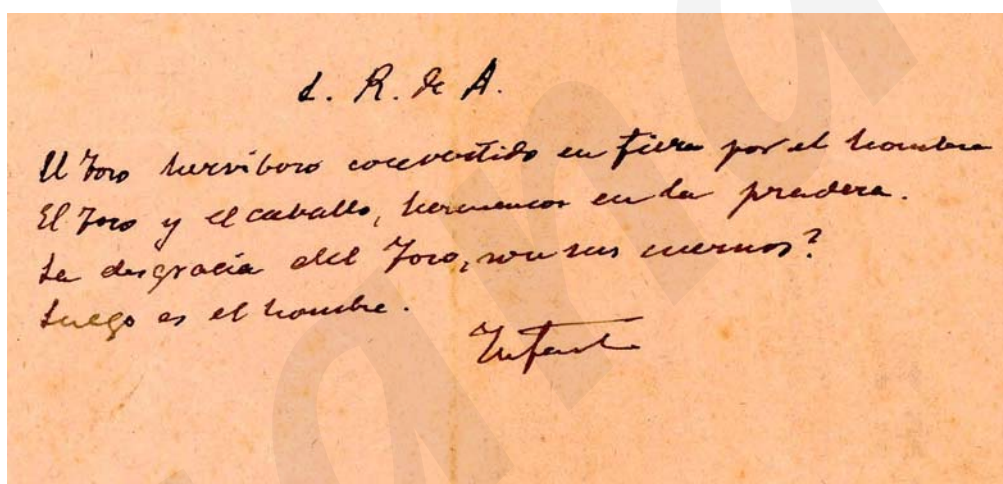 L. R. de A.
El Toro hervíboro convertido en fiera por el hombre
El Toro y el caballo, hermanos en la pradera.
La desgracia del Toro, son sus cuernos?
Luego es el hombre.
Infante